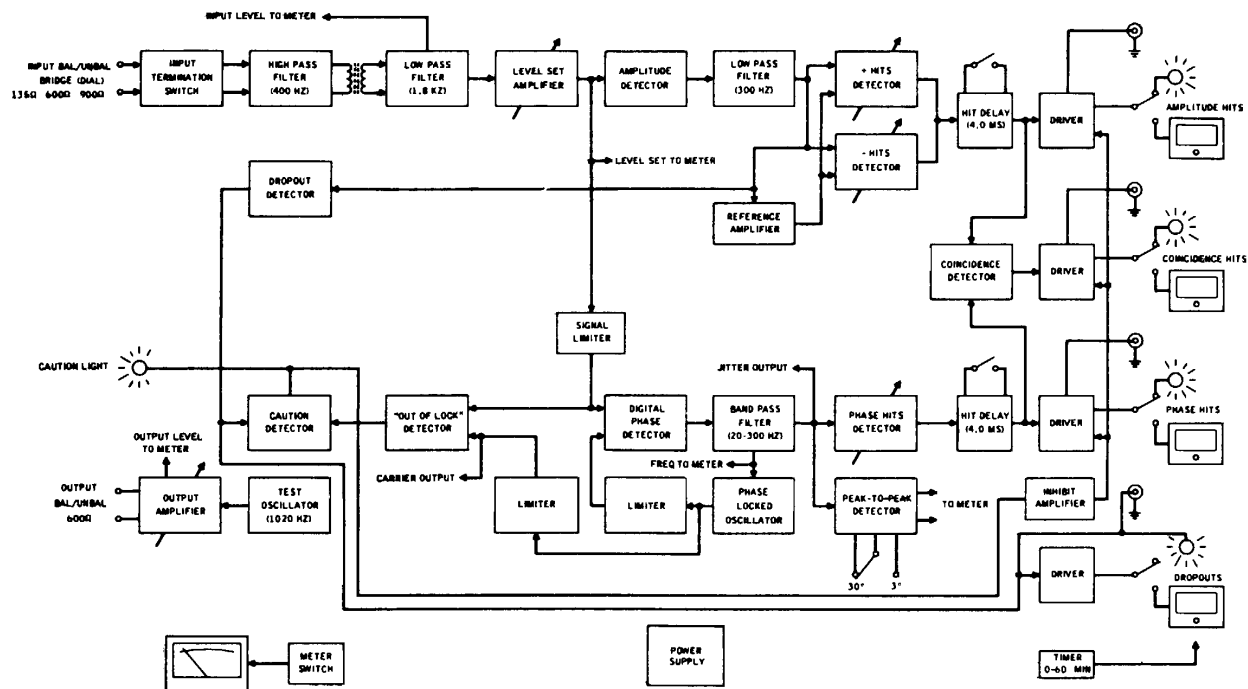 INPUT LEVEL TO METER
INPUT BAL/UNBAL
BRIDGE (DIAL)
135Ω 600Ω 900Ω
INPUT
TERMINATION
SWITCH
HIGH PASS
FILTER
(400 HZ)
LOW PASS
FILTER
(1.8 KZ)
LEVEL SET
AMPLIFIER
AMPLITUDE
DETECTOR
LOW PASS
FILTER
(300 HZ)
+ HITS
DETECTOR
HIT DELAY
(4.0 MS)
DRIVER
AMPLITUDE HITS
- HITS
DETECTOR
LEVEL SET TO METER
DROPOUT
DETECTOR
REFERENCE
AMPLIFIER
COINCIDENCE
DETECTOR
DRIVER
COINCIDENCE HITS
SIGNAL
LIMITER
CAUTION LIGHT
JITTER OUTPUT
CAUTION
DETECTOR
"OUT OF LOCK"
DETECTOR
DIGITAL
PHASE
DETECTOR
BAND PASS
FILTER
(20-300 HZ)
PHASE HITS
DETECTOR
HIT DELAY
(4.0 MS)
DRIVER
PHASE HITS
OUTPUT LEVEL
TO METER
CARRIER OUTPUT
FREQ TO METER
OUTPUT
BAL/UNBAL
600Ω
OUTPUT
AMPLIFIER
TEST
OSCILLATOR
(1020 HZ)
LIMITER
LIMITER
PHASE
LOCKED
OSCILLATOR
PEAK-TO-PEAK
DETECTOR
TO METER
INHIBIT
AMPLIFIER
30°
3°
DRIVER
DROPOUTS
METER
SWITCH
POWER
SUPPLY
TIMER
0-60 MIN